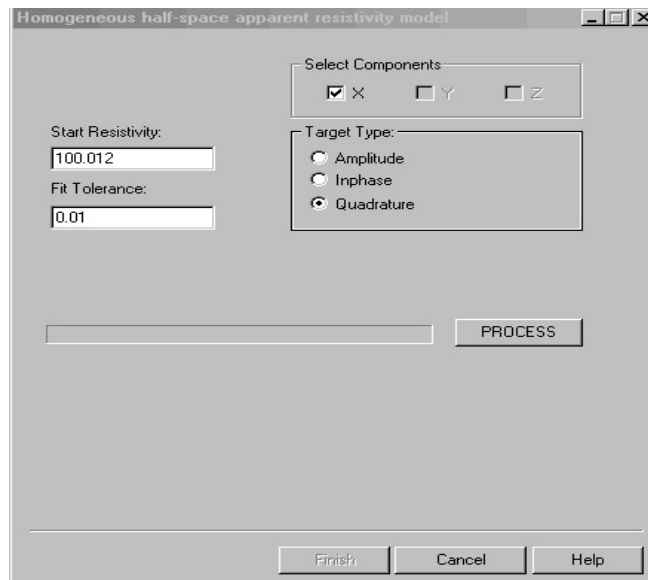 Homogeneous half-space apparent resistivity model
Select Components
X Y Z
Start Resistivity:
100.012
Fit Tolerance:
0.01
Target Type:
Amplitude
Inphase
Quadrature
PROCESS
Finish Cancel Help